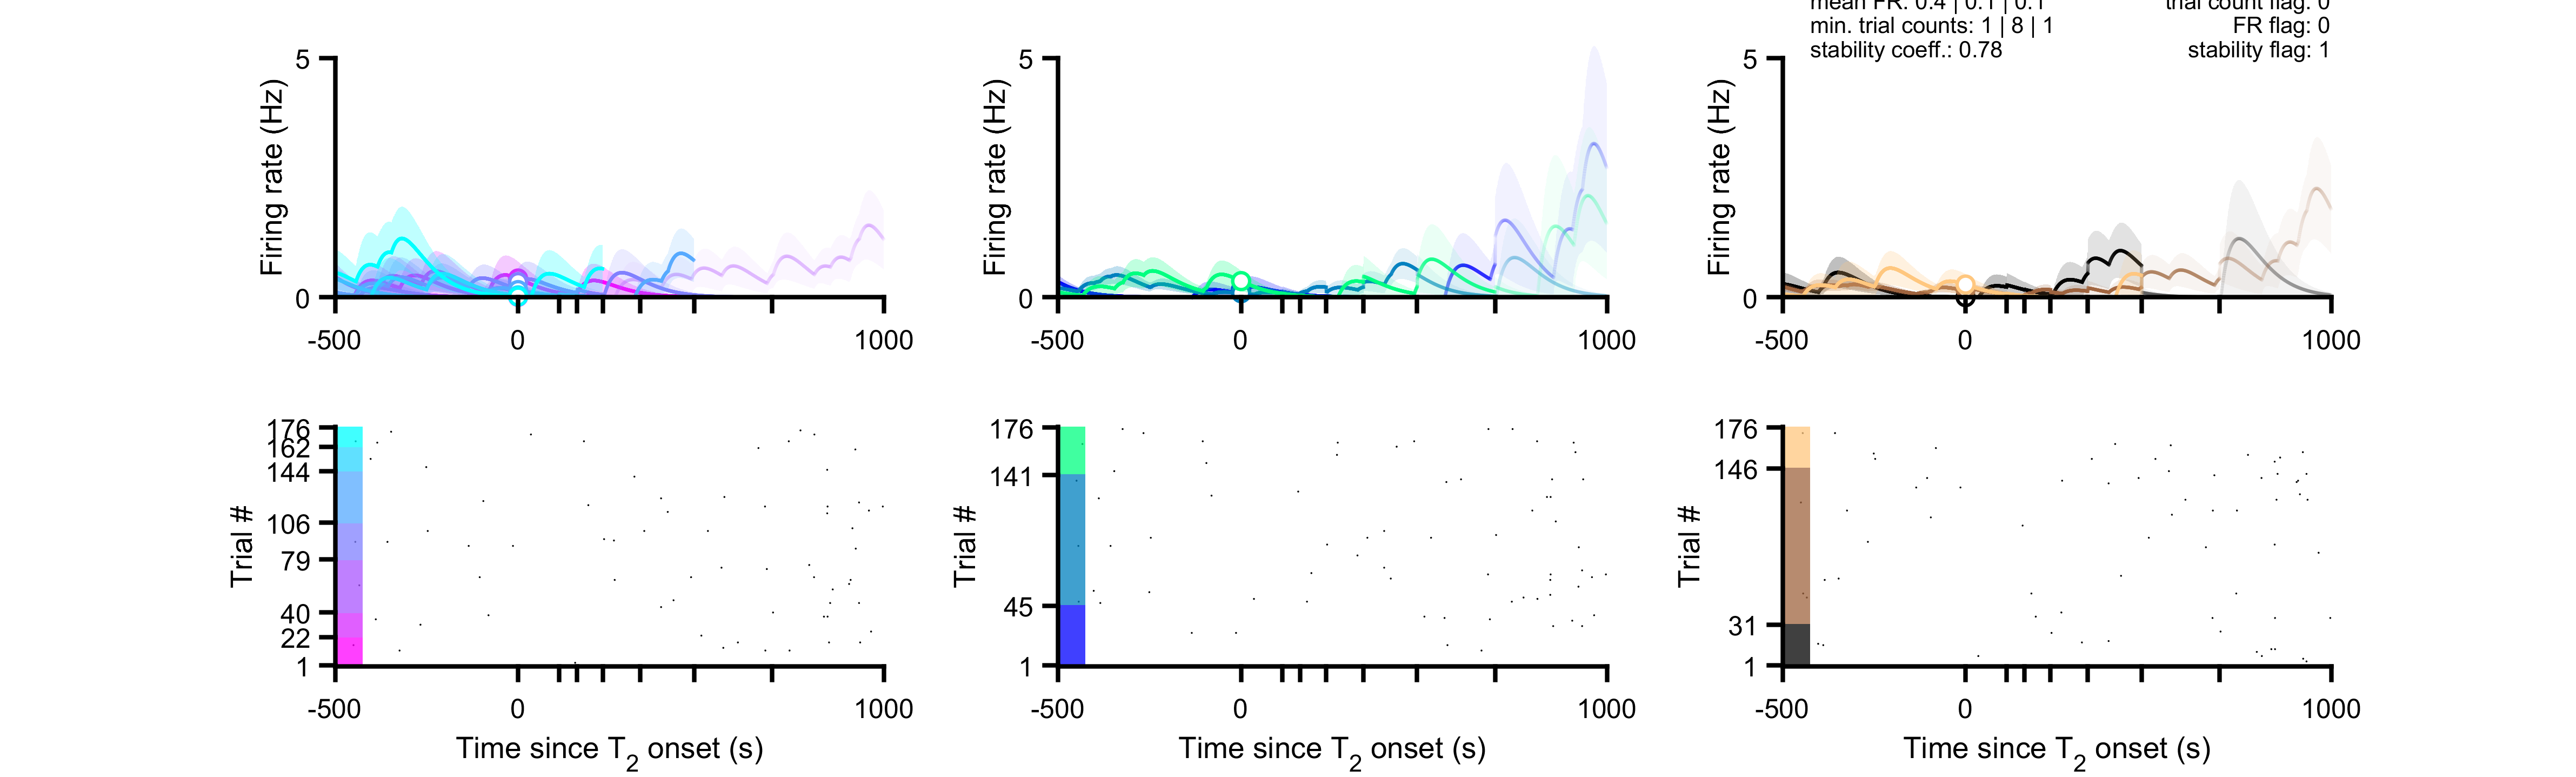 mean FR: 0.4 | 0.1 | 0.1
trial count flag: 0
min. trial counts: 1 | 8 | 1
FR flag: 0
stability coeff.: 0.78
stability flag: 1
5
0
Firing rate (Hz)
-500
0
1000
5
0
Firing rate (Hz)
-500
0
1000
5
0
Firing rate (Hz)
-500
0
1000
176
162
144
106
79
40
22
1
Trial #
-500
0
1000
Time since T2 onset (s)
176
141
45
1
Trial #
-500
0
1000
Time since T2 onset (s)
176
146
31
1
Trial #
-500
0
1000
Time since T2 onset (s)